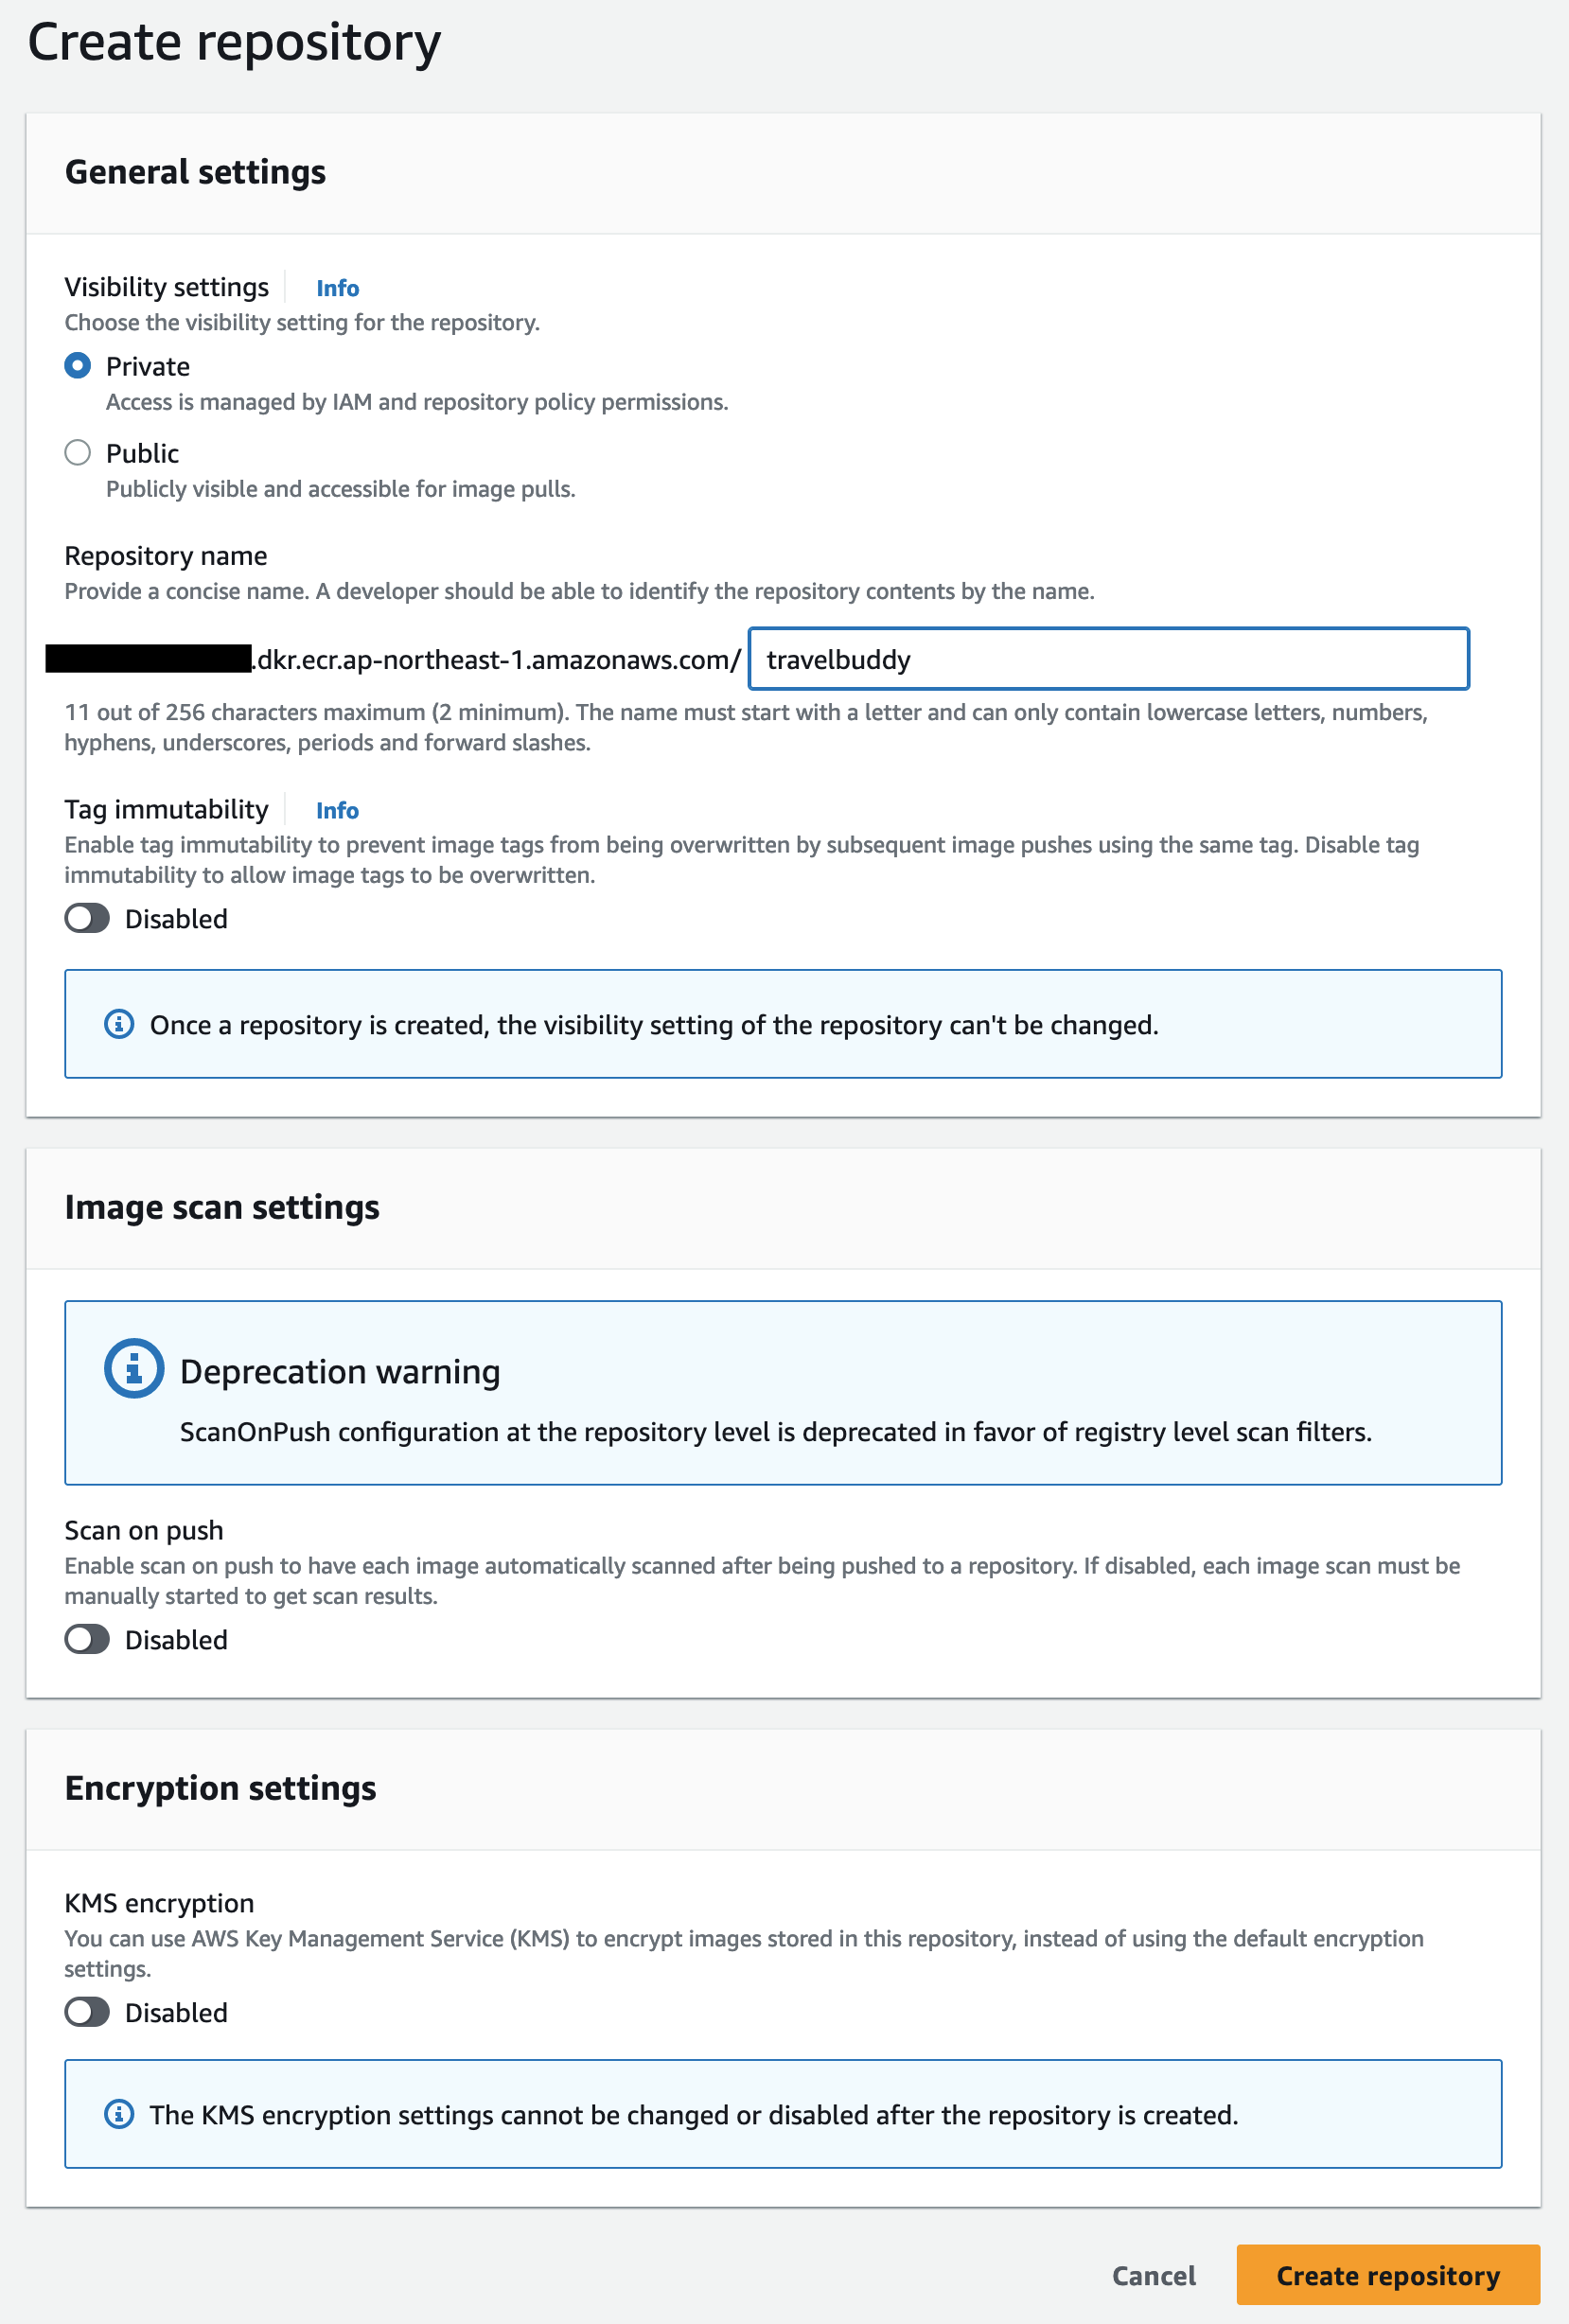 Create repository
General settings
Visibility settings Info
Choose the visibility setting for the repository.
Private
Access is managed by IAM and repository policy permissions.
Public
Publicly visible and accessible for image pulls.
Repository name
Provide a concise name. A developer should be able to identify the repository contents by the name.
.dkr.ecr.ap-northeast-1.amazonaws.com/ travelbuddy
11 out of 256 characters maximum (2 minimum). The name must start with a letter and can only contain lowercase letters, numbers,
hyphens, underscores, periods and forward slashes.
Tag immutability Info
Enable tag immutability to prevent image tags from being overwritten by subsequent image pushes using the same tag. Disable tag
immutability to allow image tags to be overwritten.
Disabled
Once a repository is created, the visibility setting of the repository can't be changed.
Image scan settings
Deprecation warning
ScanOnPush configuration at the repository level is deprecated in favor of registry level scan filters.
Scan on push
Enable scan on push to have each image automatically scanned after being pushed to a repository. If disabled, each image scan must be
manually started to get scan results.
Disabled
Encryption settings
KMS encryption
You can use AWS Key Management Service (KMS) to encrypt images stored in this repository, instead of using the default encryption
settings.
Disabled
The KMS encryption settings cannot be changed or disabled after the repository is created.
Cancel Create repository